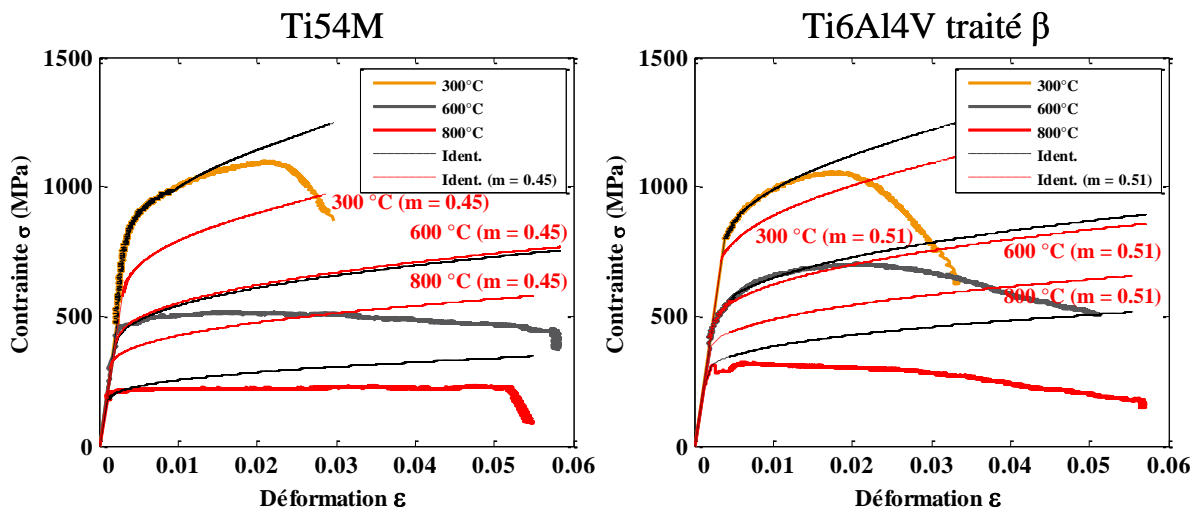 Ti54M
1500
1000
500
0
Contrainte σ (MPa)
300°C
600°C
800°C
Ident.
Ident. (m = 0.45)
300 °C (m = 0.45)
600 °C (m = 0.45)
800 °C (m = 0.45)
0 0.01 0.02 0.03 0.04 0.05 0.06
Déformation ε
Ti6Al4V traité β
1500
1000
500
0
Contrainte σ (MPa)
300°C
600°C
800°C
Ident.
Ident. (m = 0.51)
300 °C (m = 0.51)
600 °C (m = 0.51)
800 °C (m = 0.51)
0 0.01 0.02 0.03 0.04 0.05 0.06
Déformation ε